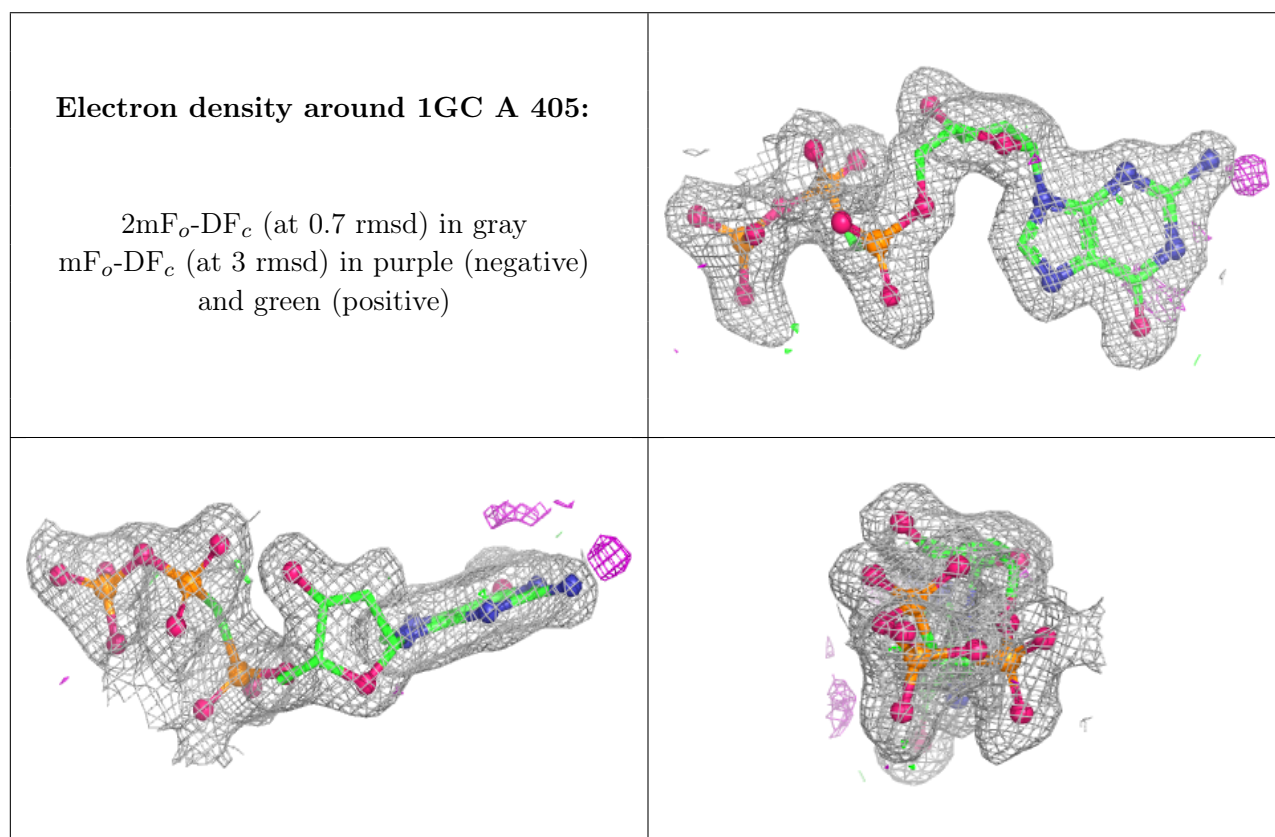 Electron density around 1GC A 405:
2mFo-DFc (at 0.7 rmsd) in gray
mFo-DFc (at 3 rmsd) in purple (negative)
and green (positive)